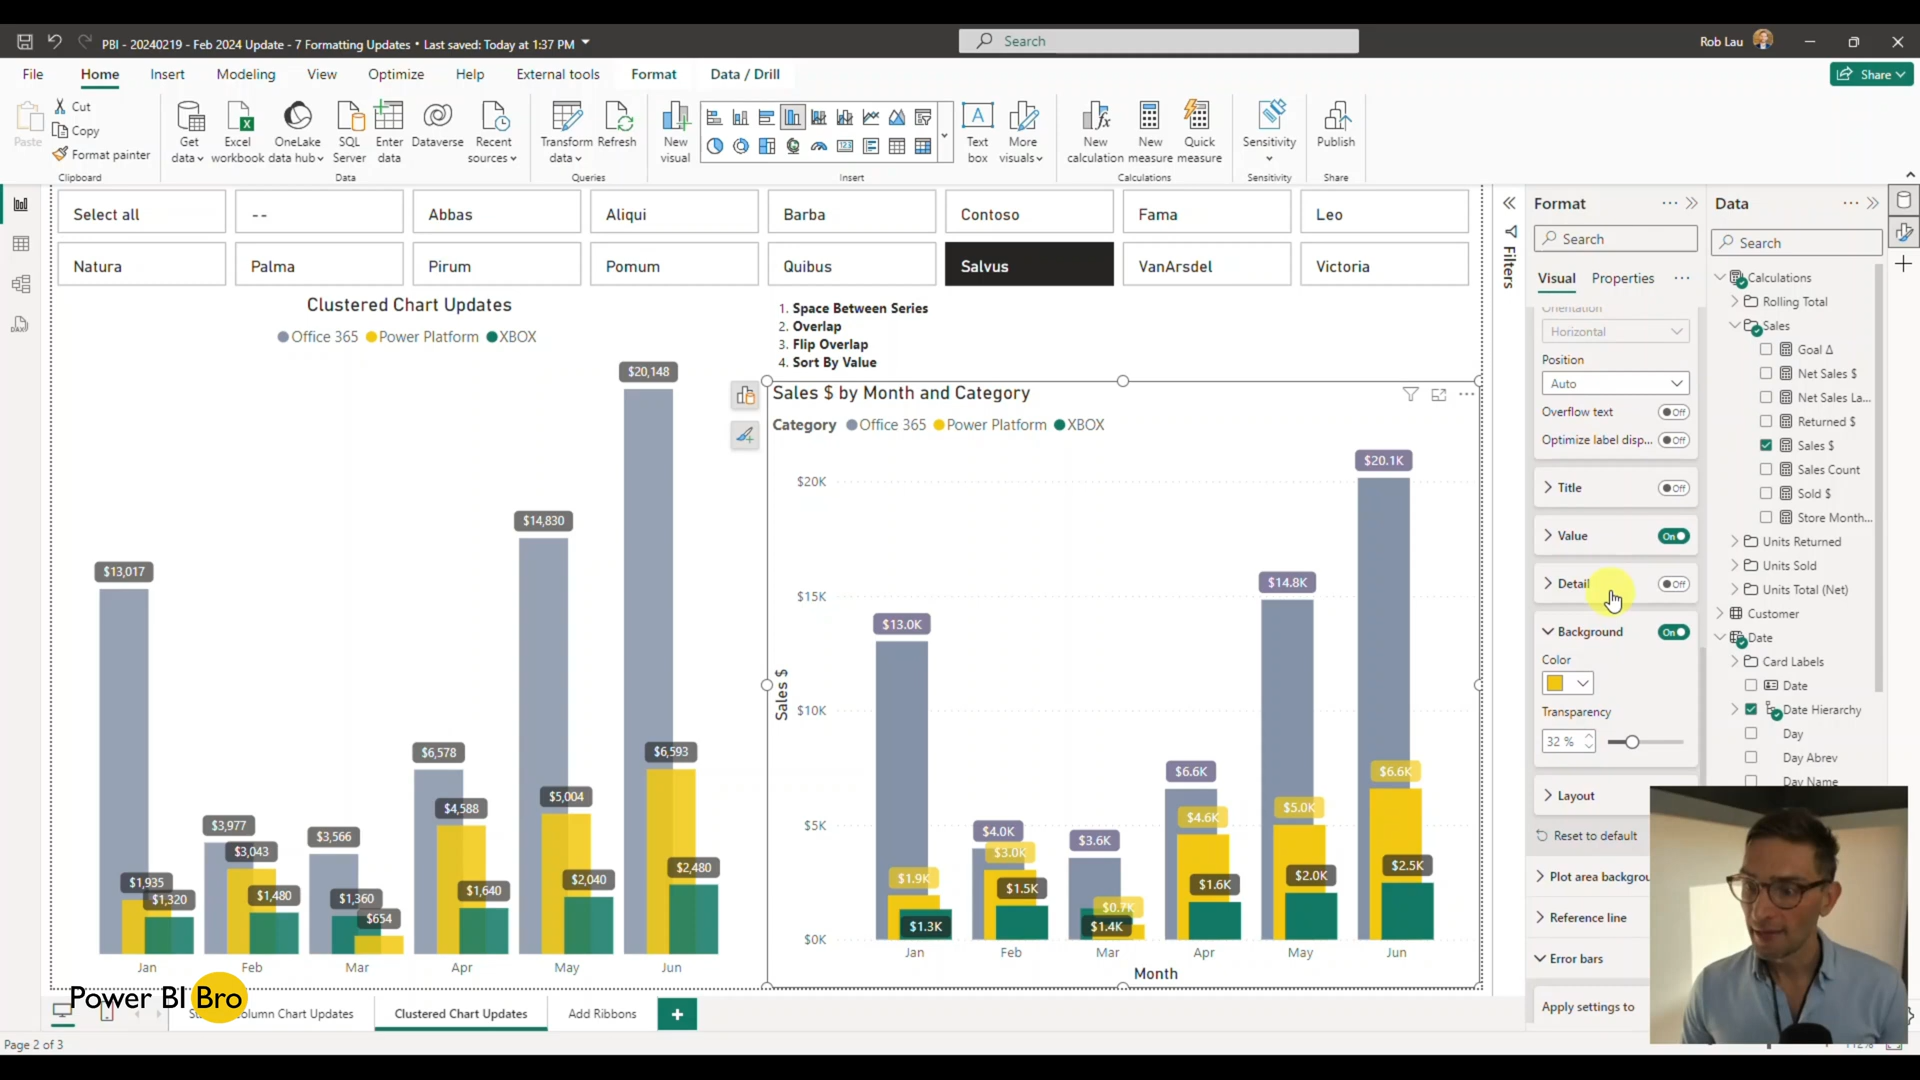 PBI - 20240219 - Feb 2024 Update - 7 Formatting Updates • Last saved: Today at 1:37 PM
Search
Rob Lau
File
Home
Insert
Modeling
View
Optimize
Help
External tools
Format
Data / Drill
Share
Paste
Cut
Copy
Format painter
Clipboard
Get data
Excel workbook
OneLake data hub
SQL Server
Enter data
Dataverse
Recent sources
Data
Transform data
Refresh
Queries
New visual
Text box
More visuals
Insert
New calculation
New measure
Quick measure
Calculations
Sensitivity
Sensitivity
Publish
Share
Select all
--
Abbas
Aliqui
Barba
Contoso
Fama
Leo
Natura
Palma
Pirum
Pomum
Quibus
Salvus
VanArsdel
Victoria
Clustered Chart Updates
Office 365 Power Platform XBOX
$20,148
$14,830
$13,017
$6,578
$6,593
$4,588
$5,004
$3,977
$3,566
$3,043
$1,935
$1,320
$1,480
$1,360
$654
$1,640
$2,040
$2,480
Jan
Feb
Mar
Apr
May
Jun
1. Space Between Series
2. Overlap
3. Flip Overlap
4. Sort By Value
Sales $ by Month and Category
Category Office 365 Power Platform XBOX
Sales $
$20K
$15K
$10K
$5K
$0K
$20.1K
$14.8K
$13.0K
$6.6K
$6.6K
$5.0K
$4.6K
$4.0K
$3.6K
$3.0K
$1.9K
$1.5K
$1.3K
$0.7K
$1.4K
$1.6K
$2.0K
$2.5K
Jan
Feb
Mar
Apr
May
Jun
Month
Filters
Format
Search
Visual
Properties
Orientation
Horizontal
Position
Auto
Overflow text
Off
Optimize label disp...
Off
Title
Off
Value
On
Detail
Off
Background
On
Color
Transparency
32 %
Layout
Reset to default
Plot area backgrou
Reference line
Error bars
Apply settings to
Data
Search
Calculations
Rolling Total
Sales
Goal Δ
Net Sales $
Net Sales La...
Returned $
Sales $
Sales Count
Sold $
Store Month...
Units Returned
Units Sold
Units Total (Net)
Customer
Date
Card Labels
Date
Date Hierarchy
Day
Day Abrev
Day Name
Power BI Bro
olumn Chart Updates
Clustered Chart Updates
Add Ribbons
+
Page 2 of 3